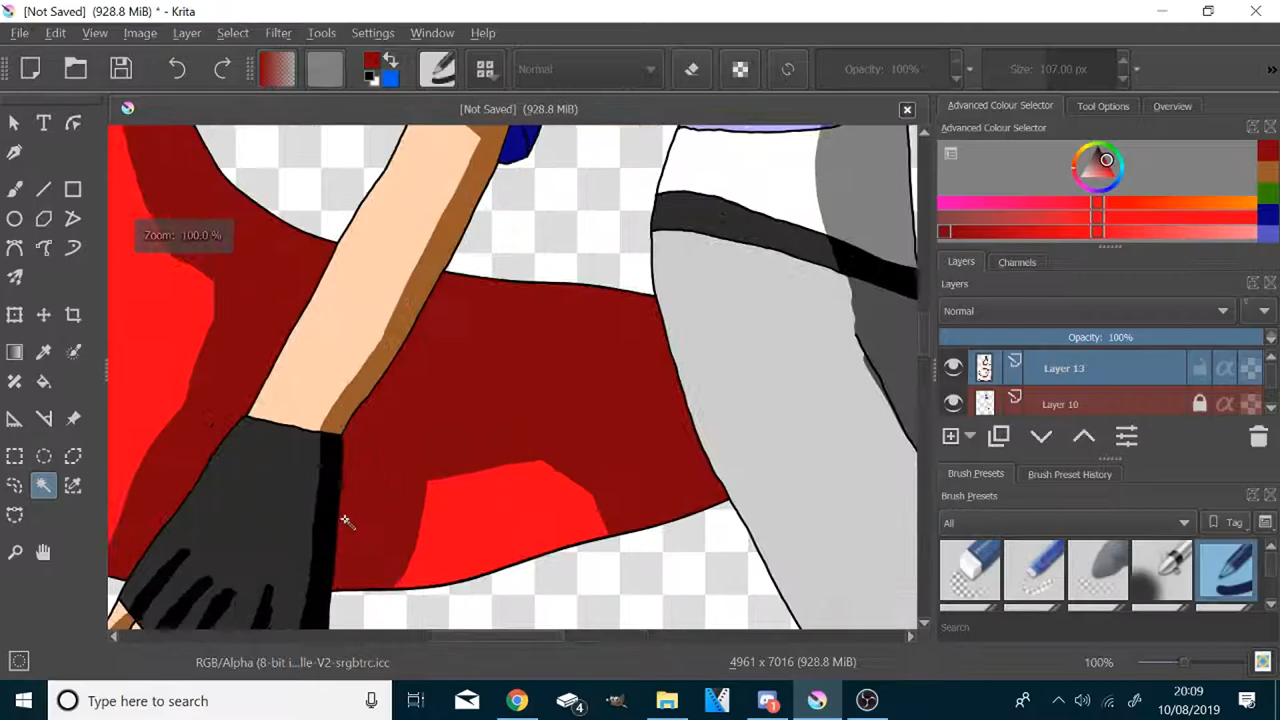 [Not Saved] (928.8 MiB) * - Krita
File Edit View Image Layer Select Filter Tools Settings Window Help
Normal
Opacity: 100%
Size: 107.00 px
[Not Saved] (928.8 MiB)
Zoom: 100.0 %
Advanced Colour Selector
Tool Options
Overview
Advanced Colour Selector
Layers
Channels
Layers
Normal
Opacity: 100%
Layer 13
Layer 10
Brush Presets
Brush Preset History
Brush Presets
All
Tag
Search
RGB/Alpha (8-bit i...lle-V2-srgbtrc.icc
4961 x 7016 (928.8 MiB)
100%
Type here to search
4
1
20:09
10/08/2019
1